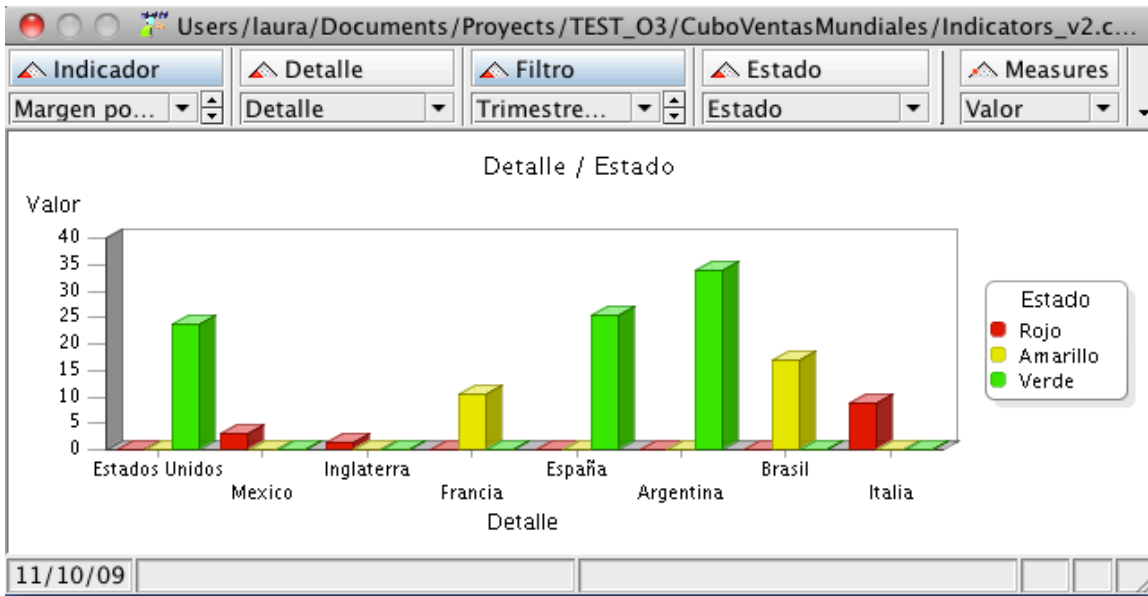 Users/laura/Documents/Proyects/TEST_O3/CuboVentasMundiales/Indicators_v2.c...
Indicador Detalle Filtro Estado Measures
Margen po... Detalle Trimestre... Estado Valor
Detalle / Estado
Valor
40
35
30
25
20
15
10
5
0
Estado
Rojo
Amarillo
Verde
Estados Unidos Inglaterra España Brasil
Mexico Francia Argentina Italia
Detalle
11/10/09